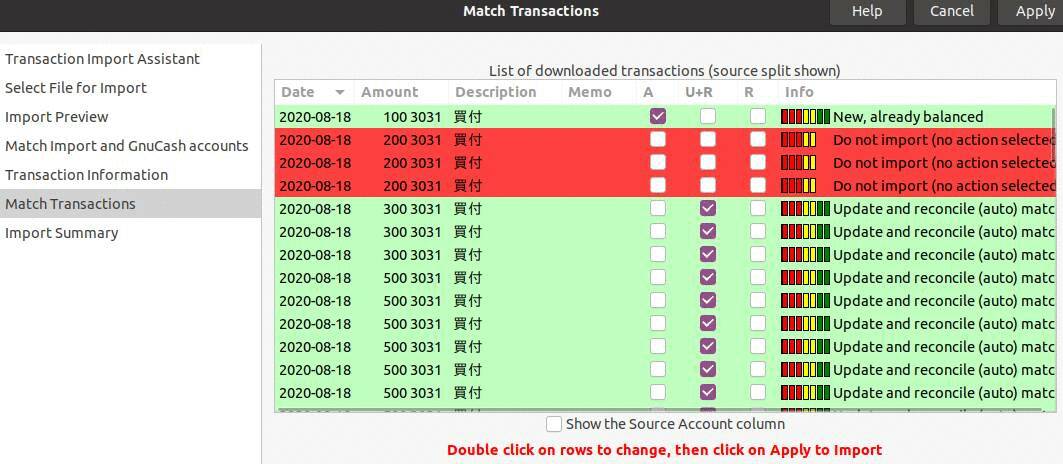 Match Transactions
Help
Cancel
Apply
Transaction Import Assistant
Select File for Import
Import Preview
Match Import and GnuCash accounts
Transaction Information
Match Transactions
Import Summary
List of downloaded transactions (source split shown)
Date Amount Description Memo A U+R R Info
2020-08-18 100 3031 買付 New, already balanced
2020-08-18 200 3031 買付 Do not import (no action selected
2020-08-18 200 3031 買付 Do not import (no action selected
2020-08-18 200 3031 買付 Do not import (no action selected
2020-08-18 300 3031 買付 Update and reconcile (auto) matc
2020-08-18 300 3031 買付 Update and reconcile (auto) matc
2020-08-18 300 3031 買付 Update and reconcile (auto) matc
2020-08-18 500 3031 買付 Update and reconcile (auto) matc
2020-08-18 500 3031 買付 Update and reconcile (auto) matc
2020-08-18 500 3031 買付 Update and reconcile (auto) matc
2020-08-18 500 3031 買付 Update and reconcile (auto) matc
2020-08-18 500 3031 買付 Update and reconcile (auto) matc
2020-08-18 500 3031 買付 Update and reconcile (auto) matc
Show the Source Account column
Double click on rows to change, then click on Apply to Import